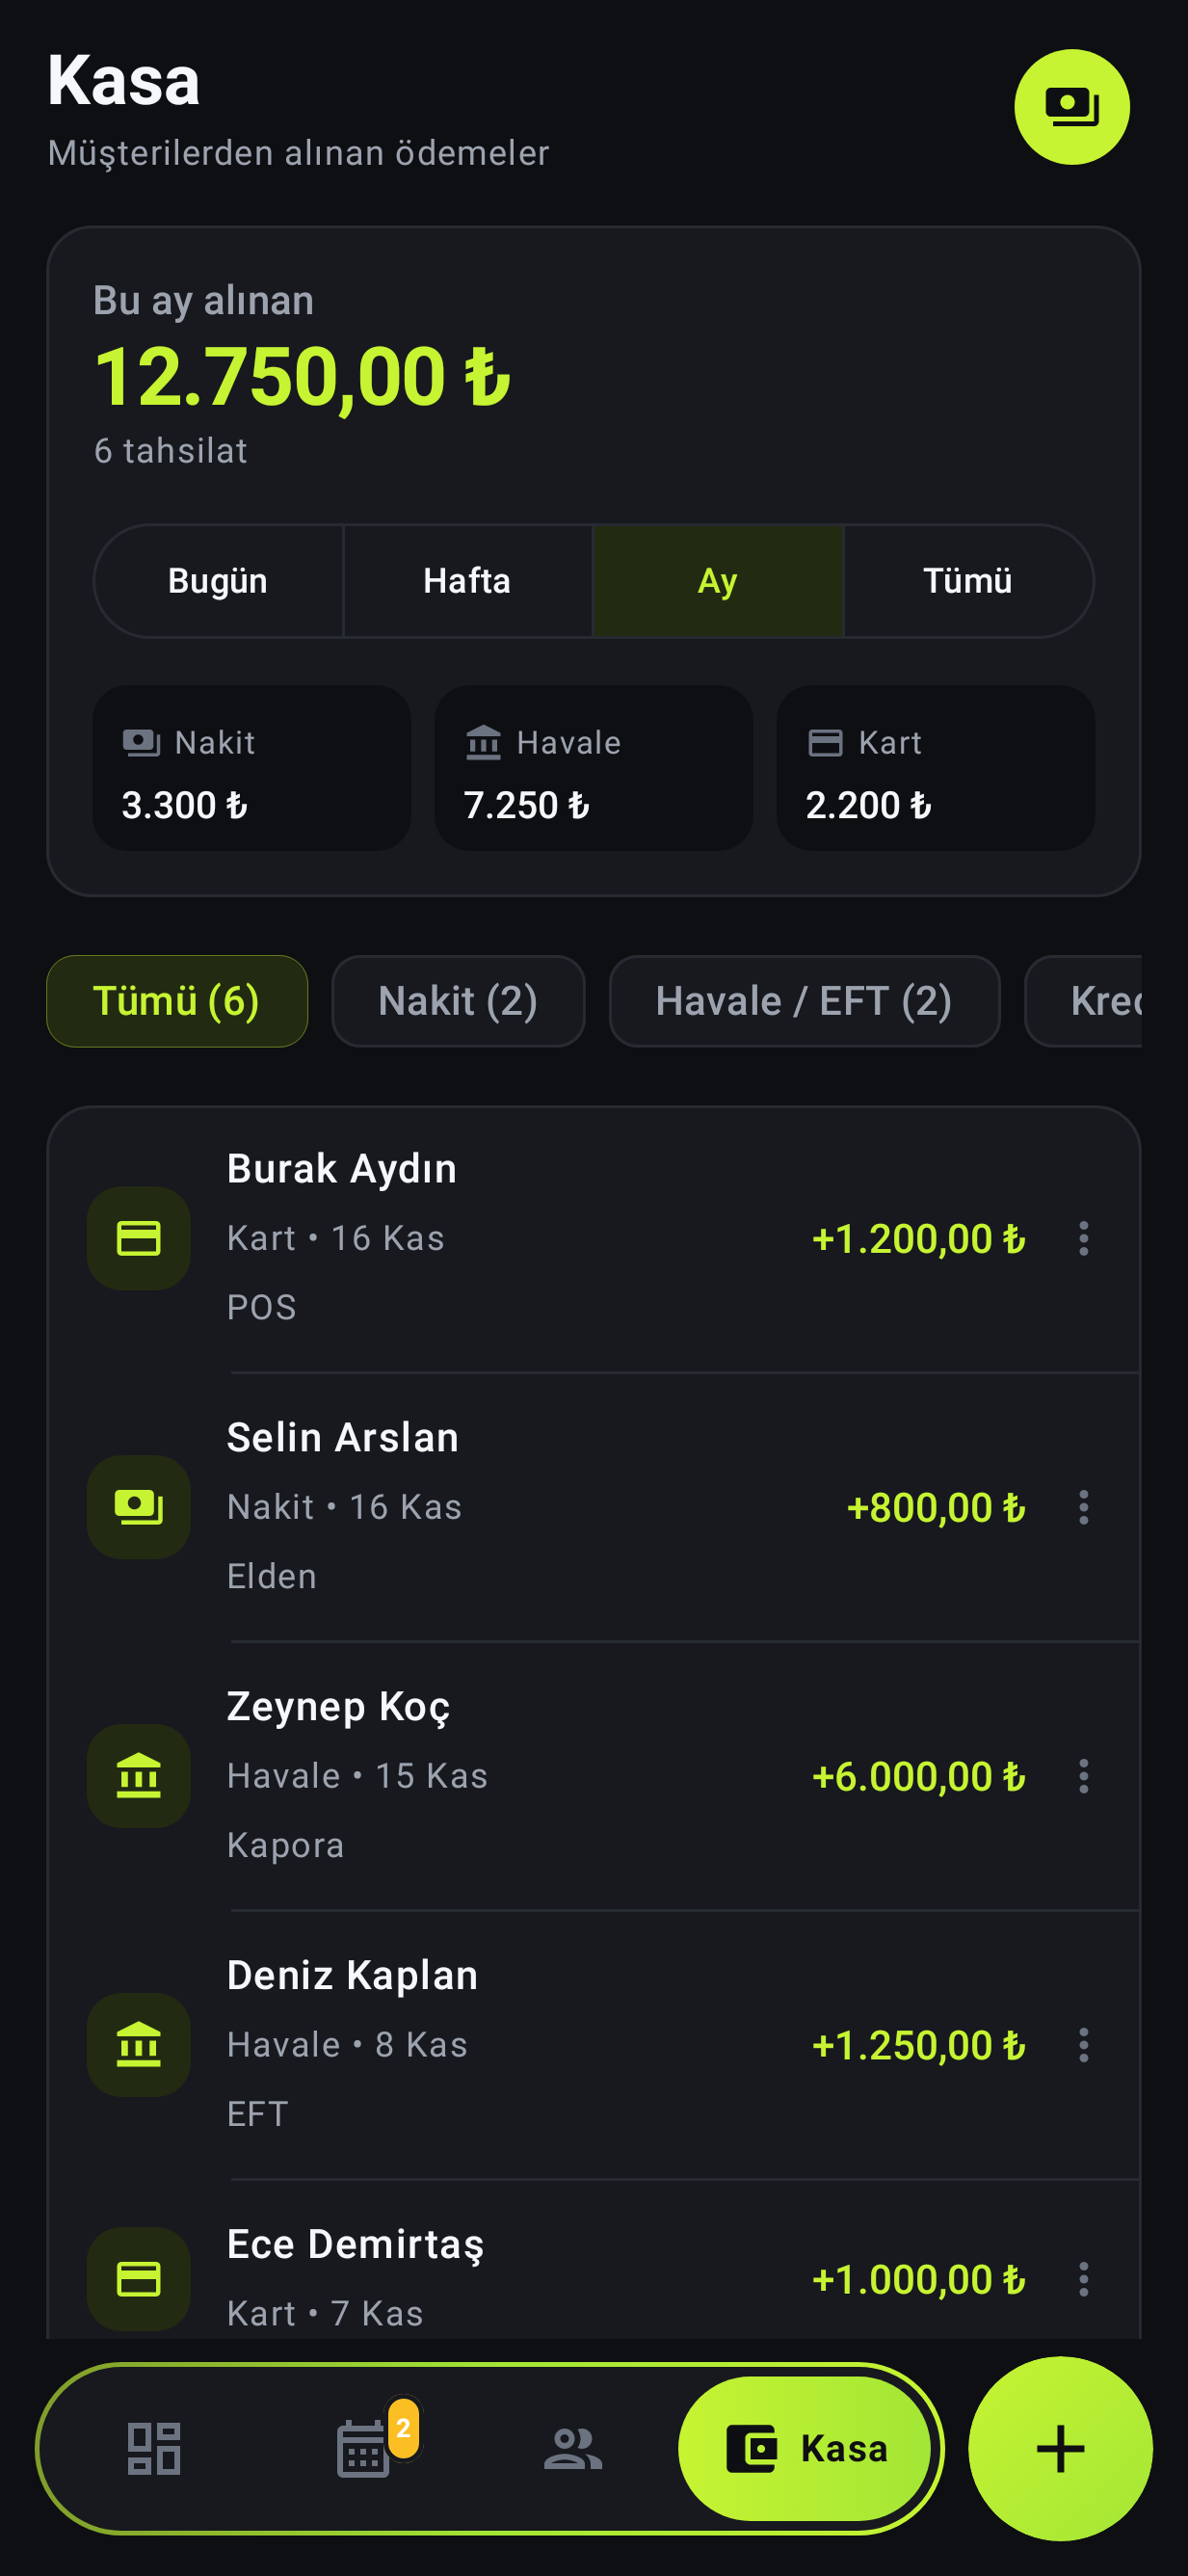 Kasa
Müşterilerden alınan ödemeler
Bu ay alınan
12.750,00 ₺
6 tahsilat
Bugün
Hafta
Ay
Tümü
Nakit
3.300 ₺
Havale
7.250 ₺
Kart
2.200 ₺
Tümü (6)
Nakit (2)
Havale / EFT (2)
Burak Aydın
Kart • 16 Kas
POS
+1.200,00 ₺
Selin Arslan
Nakit • 16 Kas
Elden
+800,00 ₺
Zeynep Koç
Havale • 15 Kas
Kapora
+6.000,00 ₺
Deniz Kaplan
Havale • 8 Kas
EFT
+1.250,00 ₺
Ece Demirtaş
Kart • 7 Kas
+1.000,00 ₺
2
Kasa